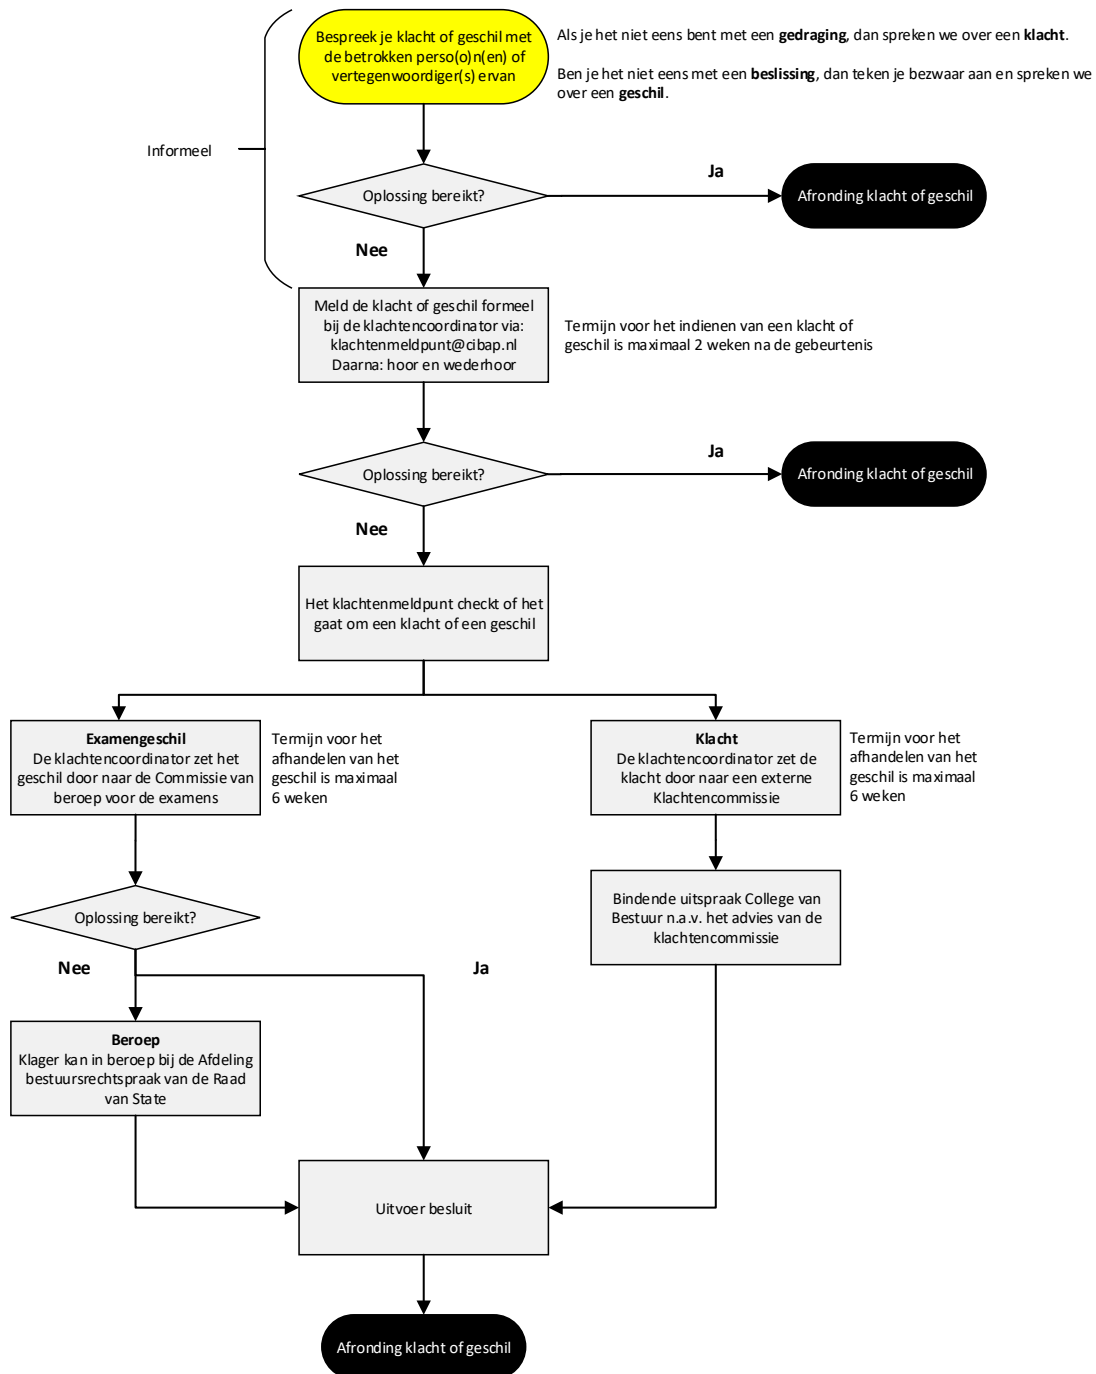 Bespreek je klacht of geschil met
de betrokken perso(o)n(en) of
vertegenwoordiger(s) ervan
Als je het niet eens bent met een gedraging, dan spreken we over een klacht.
Ben je het niet eens met een beslissing, dan teken je bezwaar aan en spreken we
over een geschil.
Informeel
Oplossing bereikt?
Ja
Afronding klacht of geschil
Nee
Meld de klacht of geschil formeel
bij de klachtencoordinator via:
klachtenmeldpunt@cibap.nl
Daarna: hoor en wederhoor
Termijn voor het indienen van een klacht of
geschil is maximaal 2 weken na de gebeurtenis
Oplossing bereikt?
Ja
Afronding klacht of geschil
Nee
Het klachtenmeldpunt checkt of het
gaat om een klacht of een geschil
Examengeschil
De klachtencoordinator zet het
geschil door naar de Commissie van
beroep voor de examens
Termijn voor het
afhandelen van het
geschil is maximaal
6 weken
Klacht
De klachtencoordinator zet de
klacht door naar een externe
Klachtencommissie
Termijn voor het
afhandelen van het
geschil is maximaal
6 weken
Oplossing bereikt?
Bindende uitspraak College van
Bestuur n.a.v. het advies van de
klachtencommissie
Nee
Ja
Beroep
Klager kan in beroep bij de Afdeling
bestuursrechtspraak van de Raad
van State
Uitvoer besluit
Afronding klacht of geschil